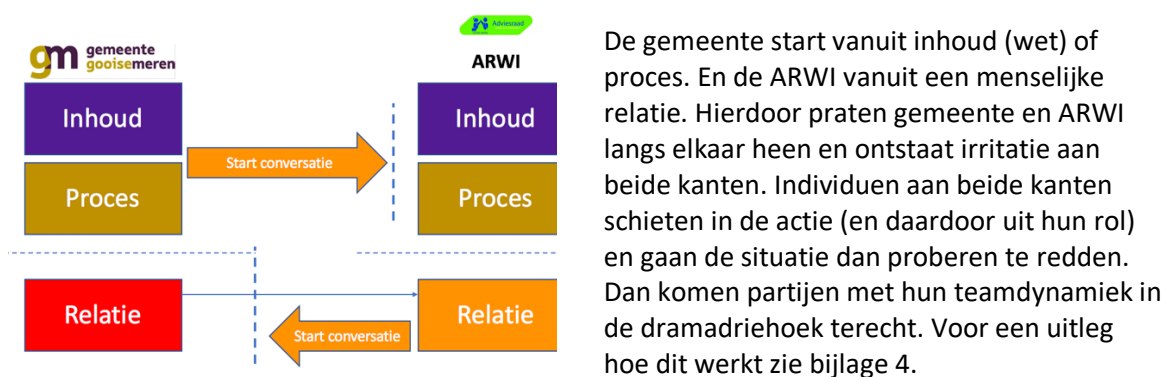 gm gemeente
gooisemeren
Adviesraad
ARWI
Inhoud
Inhoud
Start conversatie
Proces
Proces
Relatie
Relatie
Start conversatie
De gemeente start vanuit inhoud (wet) of
proces. En de ARWI vanuit een menselijke
relatie. Hierdoor praten gemeente en ARWI
langs elkaar heen en ontstaat irritatie aan
beide kanten. Individuen aan beide kanten
schieten in de actie (en daardoor uit hun rol)
en gaan de situatie dan proberen te redden.
Dan komen partijen met hun teamdynamiek in
de dramadriehoek terecht. Voor een uitleg
hoe dit werkt zie bijlage 4.